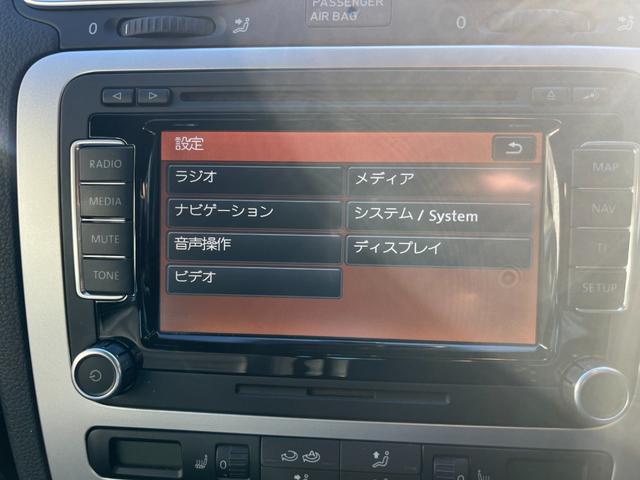 PASSENGER
AIR BAG
0
0
設定
RADIO
MEDIA
MUTE
TONE
ラジオ
メディア
ナビゲーション
システム / System
音声操作
ディスプレイ
ビデオ
MAP
NAV
SETUP